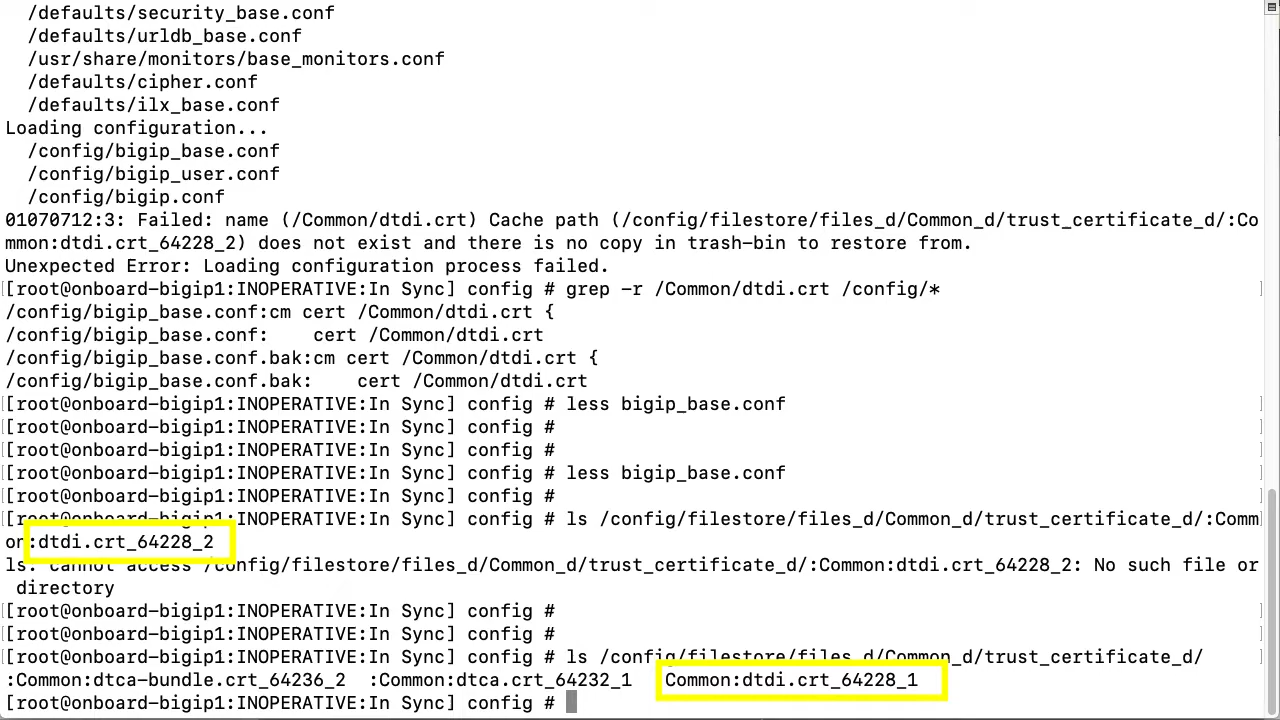 /defaults/security_base.conf
/defaults/urldb_base.conf
/usr/share/monitors/base_monitors.conf
/defaults/cipher.conf
/defaults/ilx_base.conf
Loading configuration...
/config/bigip_base.conf
/config/bigip_user.conf
/config/bigip.conf
01070712:3: Failed: name (/Common/dtdi.crt) Cache path (/config/filestore/files_d/Common_d/trust_certificate_d/:Co
mmon:dtdi.crt_64228_2) does not exist and there is no copy in trash-bin to restore from.
Unexpected Error: Loading configuration process failed.
[root@onboard-bigip1:INOPERATIVE:In Sync] config # grep -r /Common/dtdi.crt /config/*
/config/bigip_base.conf:cm cert /Common/dtdi.crt {
/config/bigip_base.conf:    cert /Common/dtdi.crt
/config/bigip_base.conf.bak:cm cert /Common/dtdi.crt {
/config/bigip_base.conf.bak:    cert /Common/dtdi.crt
[root@onboard-bigip1:INOPERATIVE:In Sync] config # less bigip_base.conf
[root@onboard-bigip1:INOPERATIVE:In Sync] config #
[root@onboard-bigip1:INOPERATIVE:In Sync] config #
[root@onboard-bigip1:INOPERATIVE:In Sync] config # less bigip_base.conf
[root@onboard-bigip1:INOPERATIVE:In Sync] config #
[root@onboard-bigip1:INOPERATIVE:In Sync] config # ls /config/filestore/files_d/Common_d/trust_certificate_d/:Comm
on:dtdi.crt_64228_2
ls: cannot access /config/filestore/files_d/Common_d/trust_certificate_d/:Common:dtdi.crt_64228_2: No such file or
directory
[root@onboard-bigip1:INOPERATIVE:In Sync] config #
[root@onboard-bigip1:INOPERATIVE:In Sync] config #
[root@onboard-bigip1:INOPERATIVE:In Sync] config # ls /config/filestore/files_d/Common_d/trust_certificate_d/
:Common:dtca-bundle.crt_64236_2  :Common:dtca.crt_64232_1  Common:dtdi.crt_64228_1
[root@onboard-bigip1:INOPERATIVE:In Sync] config #